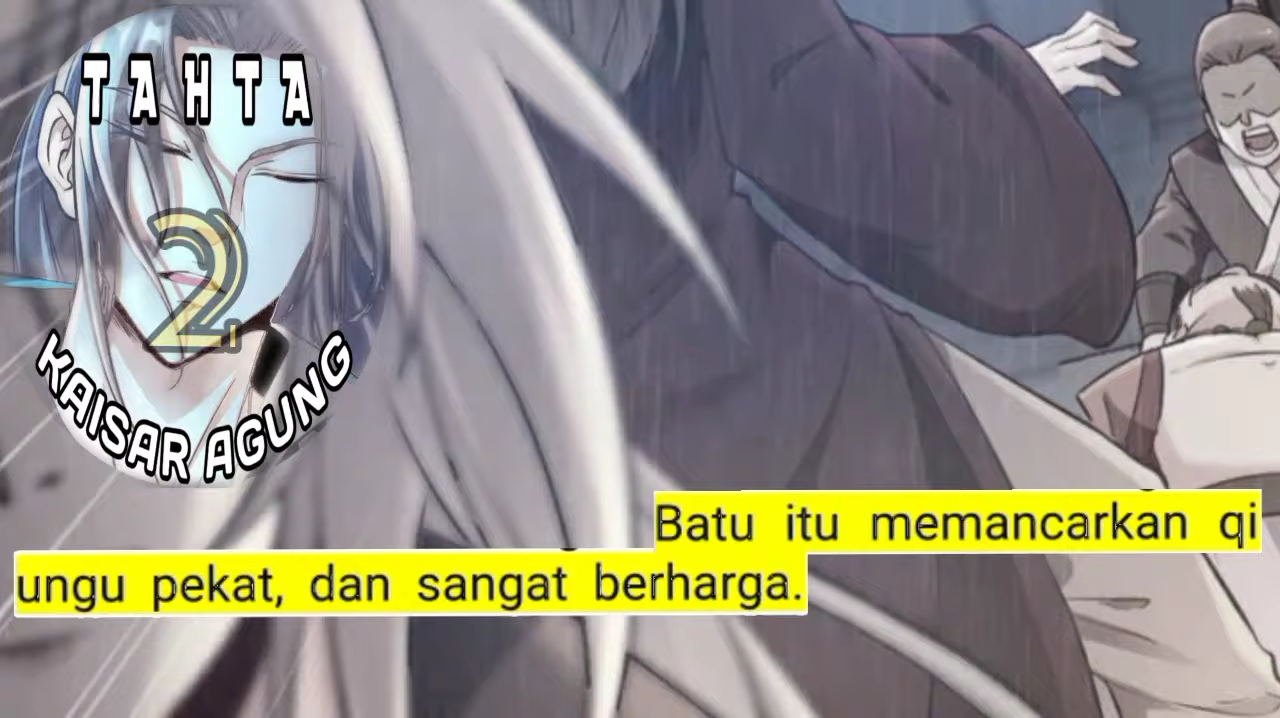 TAHTA
2.
KAISAR AGUNG
Batu itu memancarkan qi
ungu pekat, dan sangat berharga.